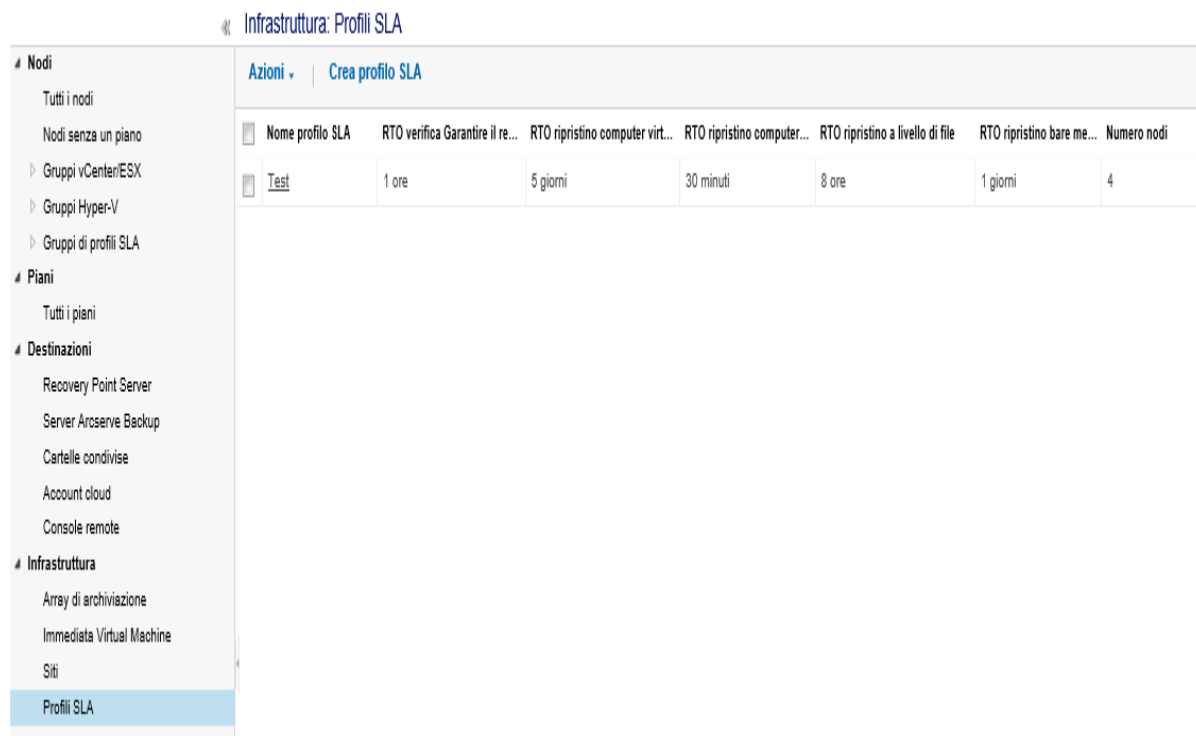 Infrastruttura: Profili SLA
Nodi
Tutti i nodi
Nodi senza un piano
Gruppi vCenter/ESX
Gruppi Hyper-V
Gruppi di profili SLA
Piani
Tutti i piani
Destinazioni
Recovery Point Server
Server Arcserve Backup
Cartelle condivise
Account cloud
Console remote
Infrastruttura
Array di archiviazione
Immediata Virtual Machine
Siti
Profili SLA
Azioni | Crea profilo SLA
Nome profilo SLA RTO verifica Garantire il re... RTO ripristino computer virt... RTO ripristino computer... RTO ripristino a livello di file RTO ripristino bare me... Numero nodi
Test 1 ore 5 giorni 30 minuti 8 ore 1 giorni 4